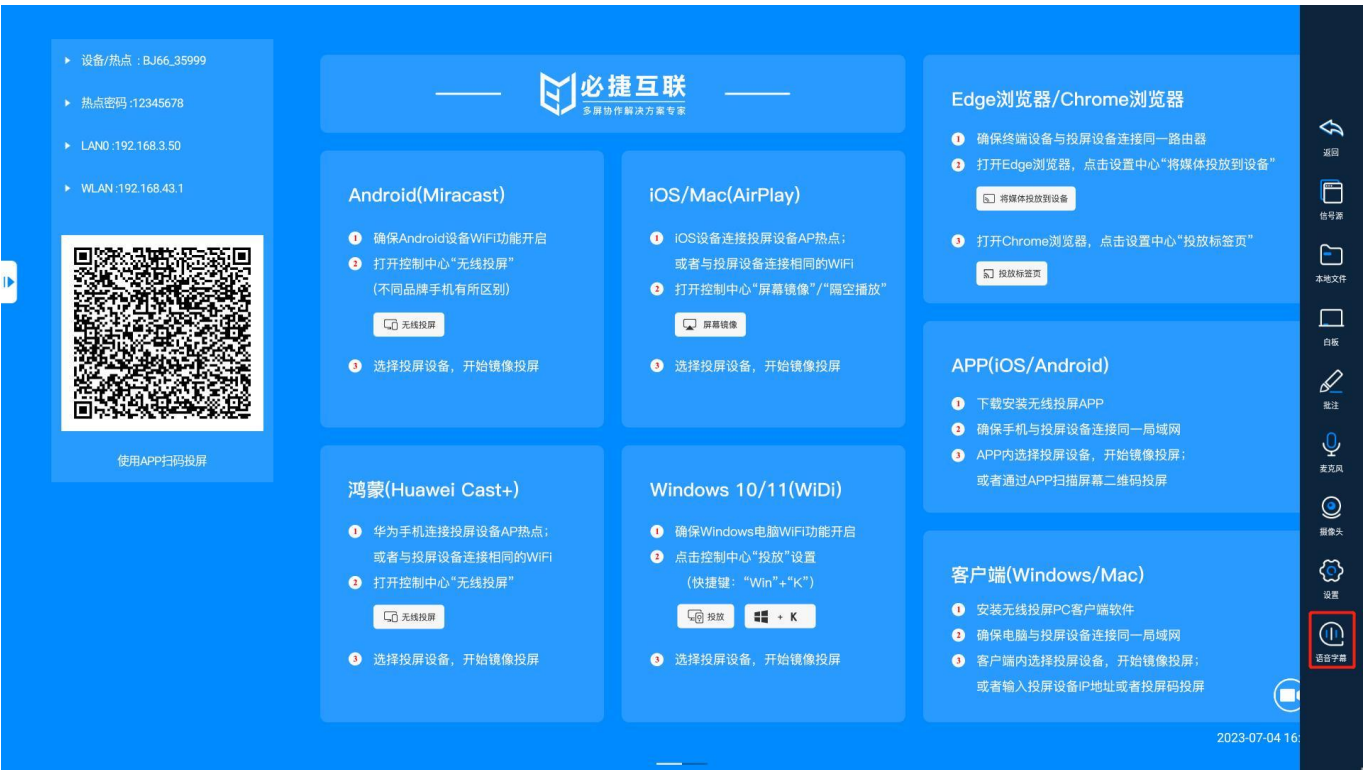 设备/热点 : BJ66_35999
热点密码 :12345678
LAN0 :192.168.3.50
WLAN :192.168.43.1
使用APP扫码投屏
必捷互联
多屏协作解决方案专家
Android(Miracast)
1 确保Android设备WiFi功能开启
2 打开控制中心“无线投屏”
(不同品牌手机有所区别)
无线投屏
3 选择投屏设备，开始镜像投屏
iOS/Mac(AirPlay)
1 iOS设备连接投屏设备AP热点；
或者与投屏设备连接相同的WiFi
2 打开控制中心“屏幕镜像”/“隔空播放”
屏幕镜像
3 选择投屏设备，开始镜像投屏
鸿蒙(Huawei Cast+)
1 华为手机连接投屏设备AP热点；
或者与投屏设备连接相同的WiFi
2 打开控制中心“无线投屏”
无线投屏
3 选择投屏设备，开始镜像投屏
Windows 10/11(WiDi)
1 确保Windows电脑WiFi功能开启
2 点击控制中心“投放”设置
（快捷键：“Win”+“K”）
投放
+ K
3 选择投屏设备，开始镜像投屏
Edge浏览器/Chrome浏览器
1 确保终端设备与投屏设备连接同一路由器
2 打开Edge浏览器，点击设置中心“将媒体投放到设备”
将媒体投放到设备
3 打开Chrome浏览器，点击设置中心“投放标签页”
投放标签页
APP(iOS/Android)
1 下载安装无线投屏APP
2 确保手机与投屏设备连接同一局域网
3 APP内选择投屏设备，开始镜像投屏；
或者通过APP扫描屏幕二维码投屏
客户端(Windows/Mac)
1 安装无线投屏PC客户端软件
2 确保电脑与投屏设备连接同一局域网
3 客户端内选择投屏设备，开始镜像投屏；
或者输入投屏设备IP地址或者投屏码投屏
2023-07-04 16:
返回
信号源
本地文件
白板
批注
麦克风
摄像头
设置
语音字幕